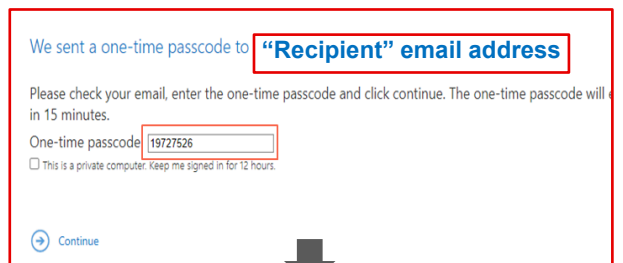 We sent a one-time passcode to “Recipient” email address
Please check your email, enter the one-time passcode and click continue. The one-time passcode will
in 15 minutes.
One-time passcode 19727526
This is a private computer. Keep me signed in for 12 hours.
Continue